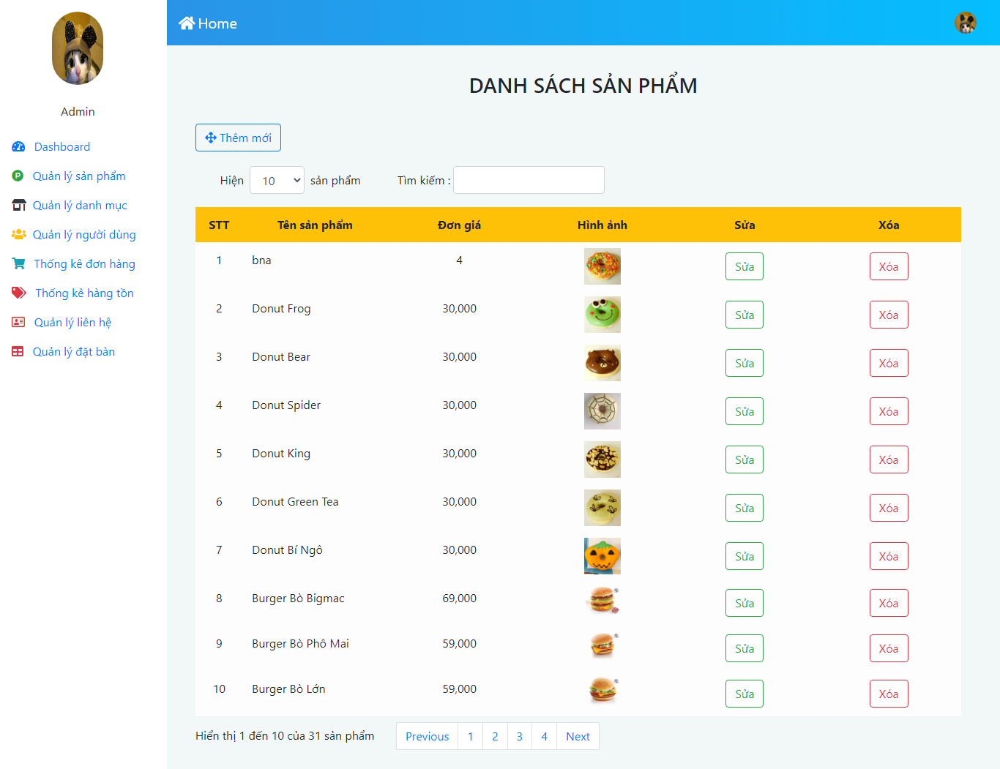 Home
Admin
Dashboard
Quản lý sản phẩm
Quản lý danh mục
Quản lý người dùng
Thống kê đơn hàng
Thống kê hàng tồn
Quản lý liên hệ
Quản lý đặt bàn
DANH SÁCH SẢN PHẨM
Thêm mới
Hiện 10 sản phẩm Tìm kiếm :
STT Tên sản phẩm Đơn giá Hình ảnh Sửa Xóa
1 bna 4 Sửa Xóa
2 Donut Frog 30,000 Sửa Xóa
3 Donut Bear 30,000 Sửa Xóa
4 Donut Spider 30,000 Sửa Xóa
5 Donut King 30,000 Sửa Xóa
6 Donut Green Tea 30,000 Sửa Xóa
7 Donut Bí Ngô 30,000 Sửa Xóa
8 Burger Bò Bigmac 69,000 Sửa Xóa
9 Burger Bò Phô Mai 59,000 Sửa Xóa
10 Burger Bò Lớn 59,000 Sửa Xóa
Hiển thị 1 đến 10 của 31 sản phẩm Previous 1 2 3 4 Next